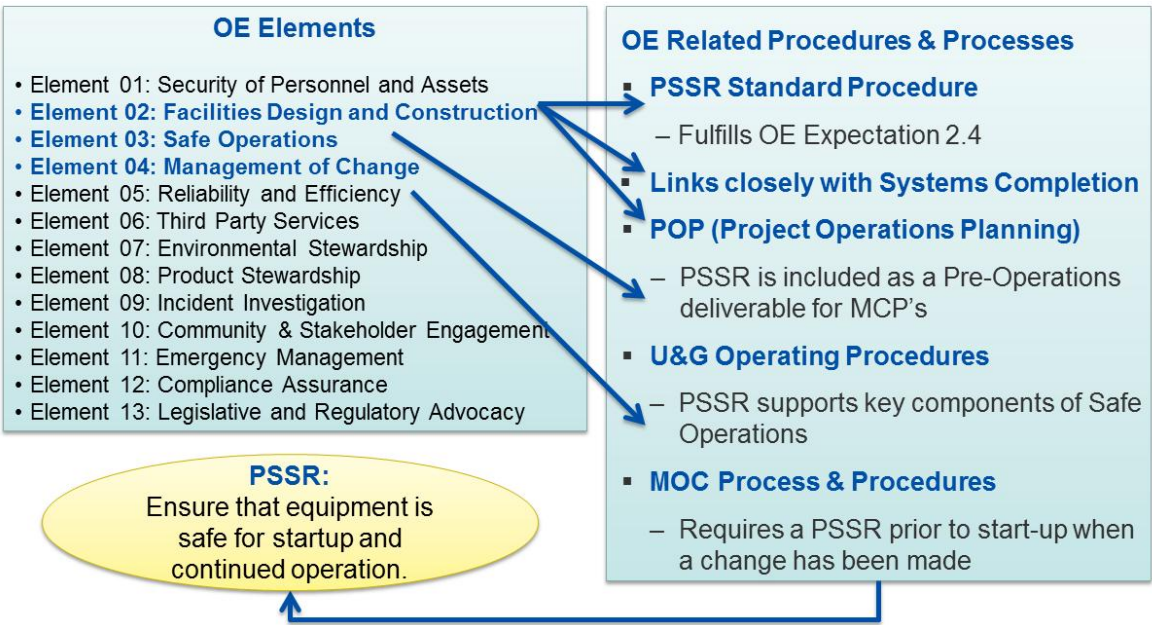 OE Elements
• Element 01: Security of Personnel and Assets
• Element 02: Facilities Design and Construction
• Element 03: Safe Operations
• Element 04: Management of Change
• Element 05: Reliability and Efficiency
• Element 06: Third Party Services
• Element 07: Environmental Stewardship
• Element 08: Product Stewardship
• Element 09: Incident Investigation
• Element 10: Community & Stakeholder Engagement
• Element 11: Emergency Management
• Element 12: Compliance Assurance
• Element 13: Legislative and Regulatory Advocacy
OE Related Procedures & Processes
▪ PSSR Standard Procedure
– Fulfills OE Expectation 2.4
▪ Links closely with Systems Completion
▪ POP (Project Operations Planning)
– PSSR is included as a Pre-Operations
deliverable for MCP's
▪ U&G Operating Procedures
– PSSR supports key components of Safe
Operations
▪ MOC Process & Procedures
– Requires a PSSR prior to start-up when
a change has been made
PSSR:
Ensure that equipment is
safe for startup and
continued operation.